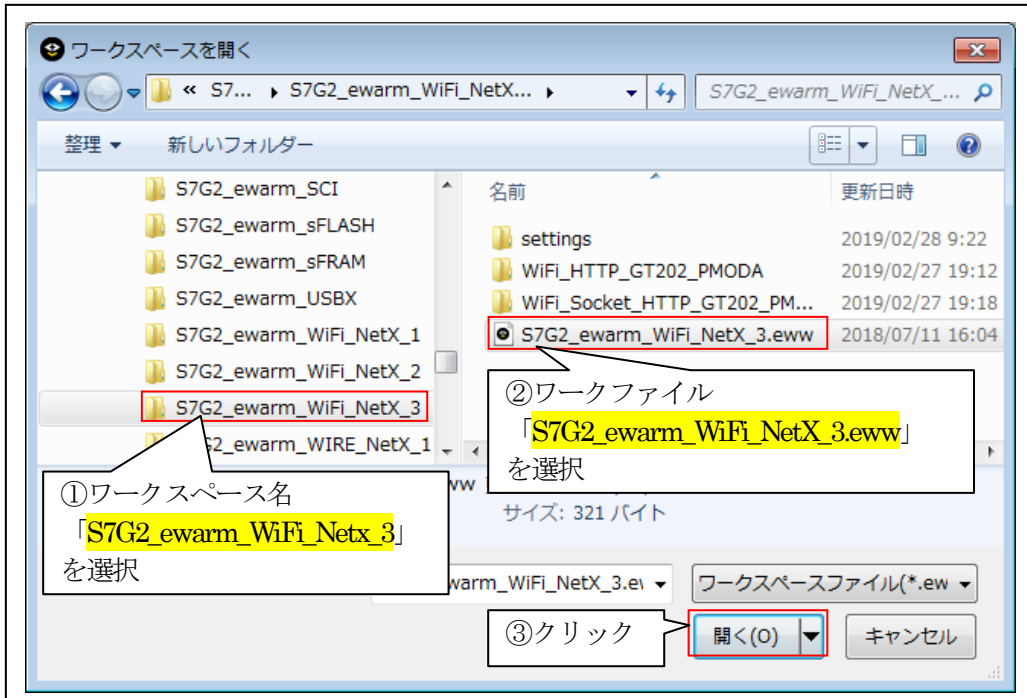 ワークスペースを開く
« S7... ▸ S7G2_ewarm_WiFi_NetX... ▸
S7G2_ewarm_WiFi_NetX_...
整理 ▼ 新しいフォルダー
S7G2_ewarm_SCI
S7G2_ewarm_sFLASH
S7G2_ewarm_sFRAM
S7G2_ewarm_USBX
S7G2_ewarm_WiFi_NetX_1
S7G2_ewarm_WiFi_NetX_2
S7G2_ewarm_WiFi_NetX_3
2_ewarm_WIRE_NetX_1
名前 更新日時
settings 2019/02/28 9:22
WiFi_HTTP_GT202_PMODA 2019/02/27 19:12
WiFi_Socket_HTTP_GT202_PM... 2019/02/27 19:18
S7G2_ewarm_WiFi_NetX_3.eww 2018/07/11 16:04
②ワークファイル
「S7G2_ewarm_WiFi_NetX_3.eww」
を選択
①ワークスペース名
「S7G2_ewarm_WiFi_Netx_3」
を選択
サイズ: 321 バイト
arm_WiFi_NetX_3.e
ワークスペースファイル(*.ew
③クリック
開く(O)
キャンセル